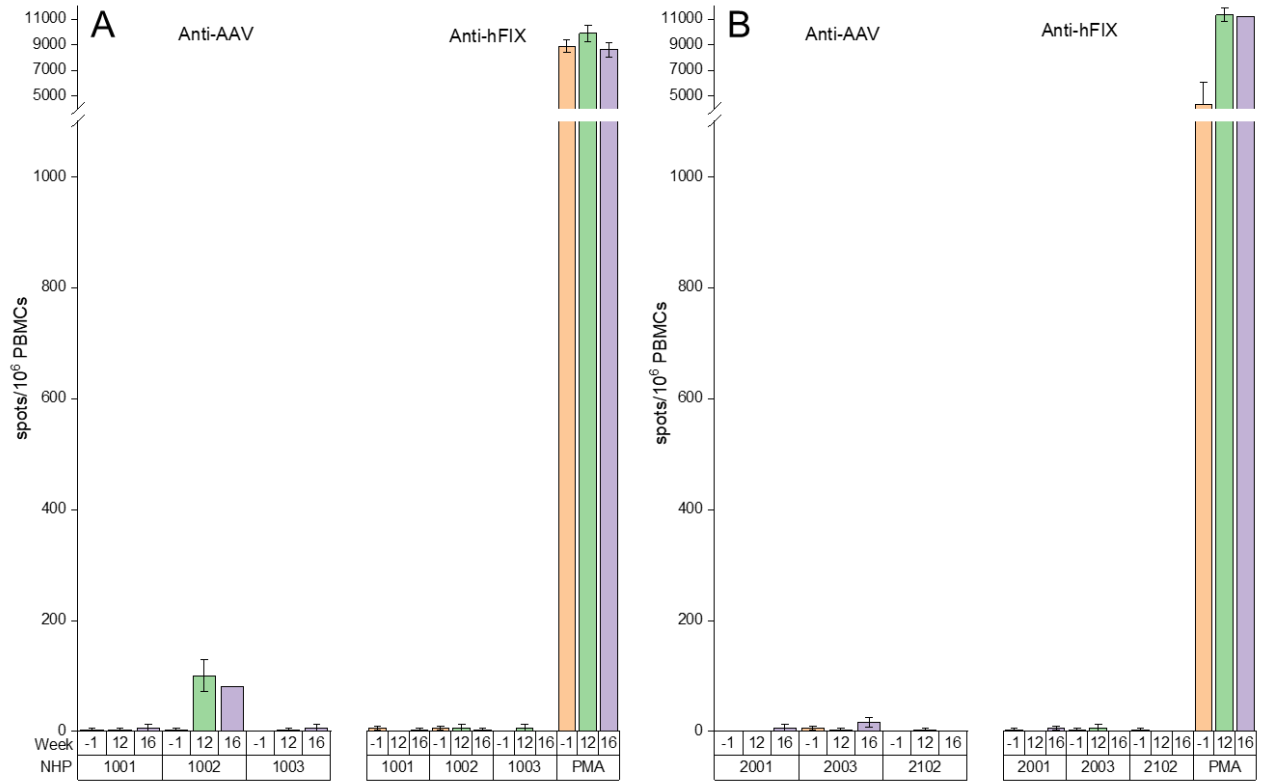 A
Anti-AAV
Anti-hFIX
11000
9000
7000
5000
1000
800
600
400
200
0
spots/10⁶ PBMCs
Week -1 12 16 -1 12 16 -1 12 16 -1 12 16 -1 12 16 -1 12 16 -1 12 16
NHP 1001 1002 1003 1001 1002 1003 PMA
B
Anti-AAV
Anti-hFIX
11000
9000
7000
5000
1000
800
600
400
200
0
spots/10⁶ PBMCs
-1 12 16 -1 12 16 -1 12 16 -1 12 16 -1 12 16 -1 12 16 -1 12 16
2001 2003 2102 2001 2003 2102 PMA